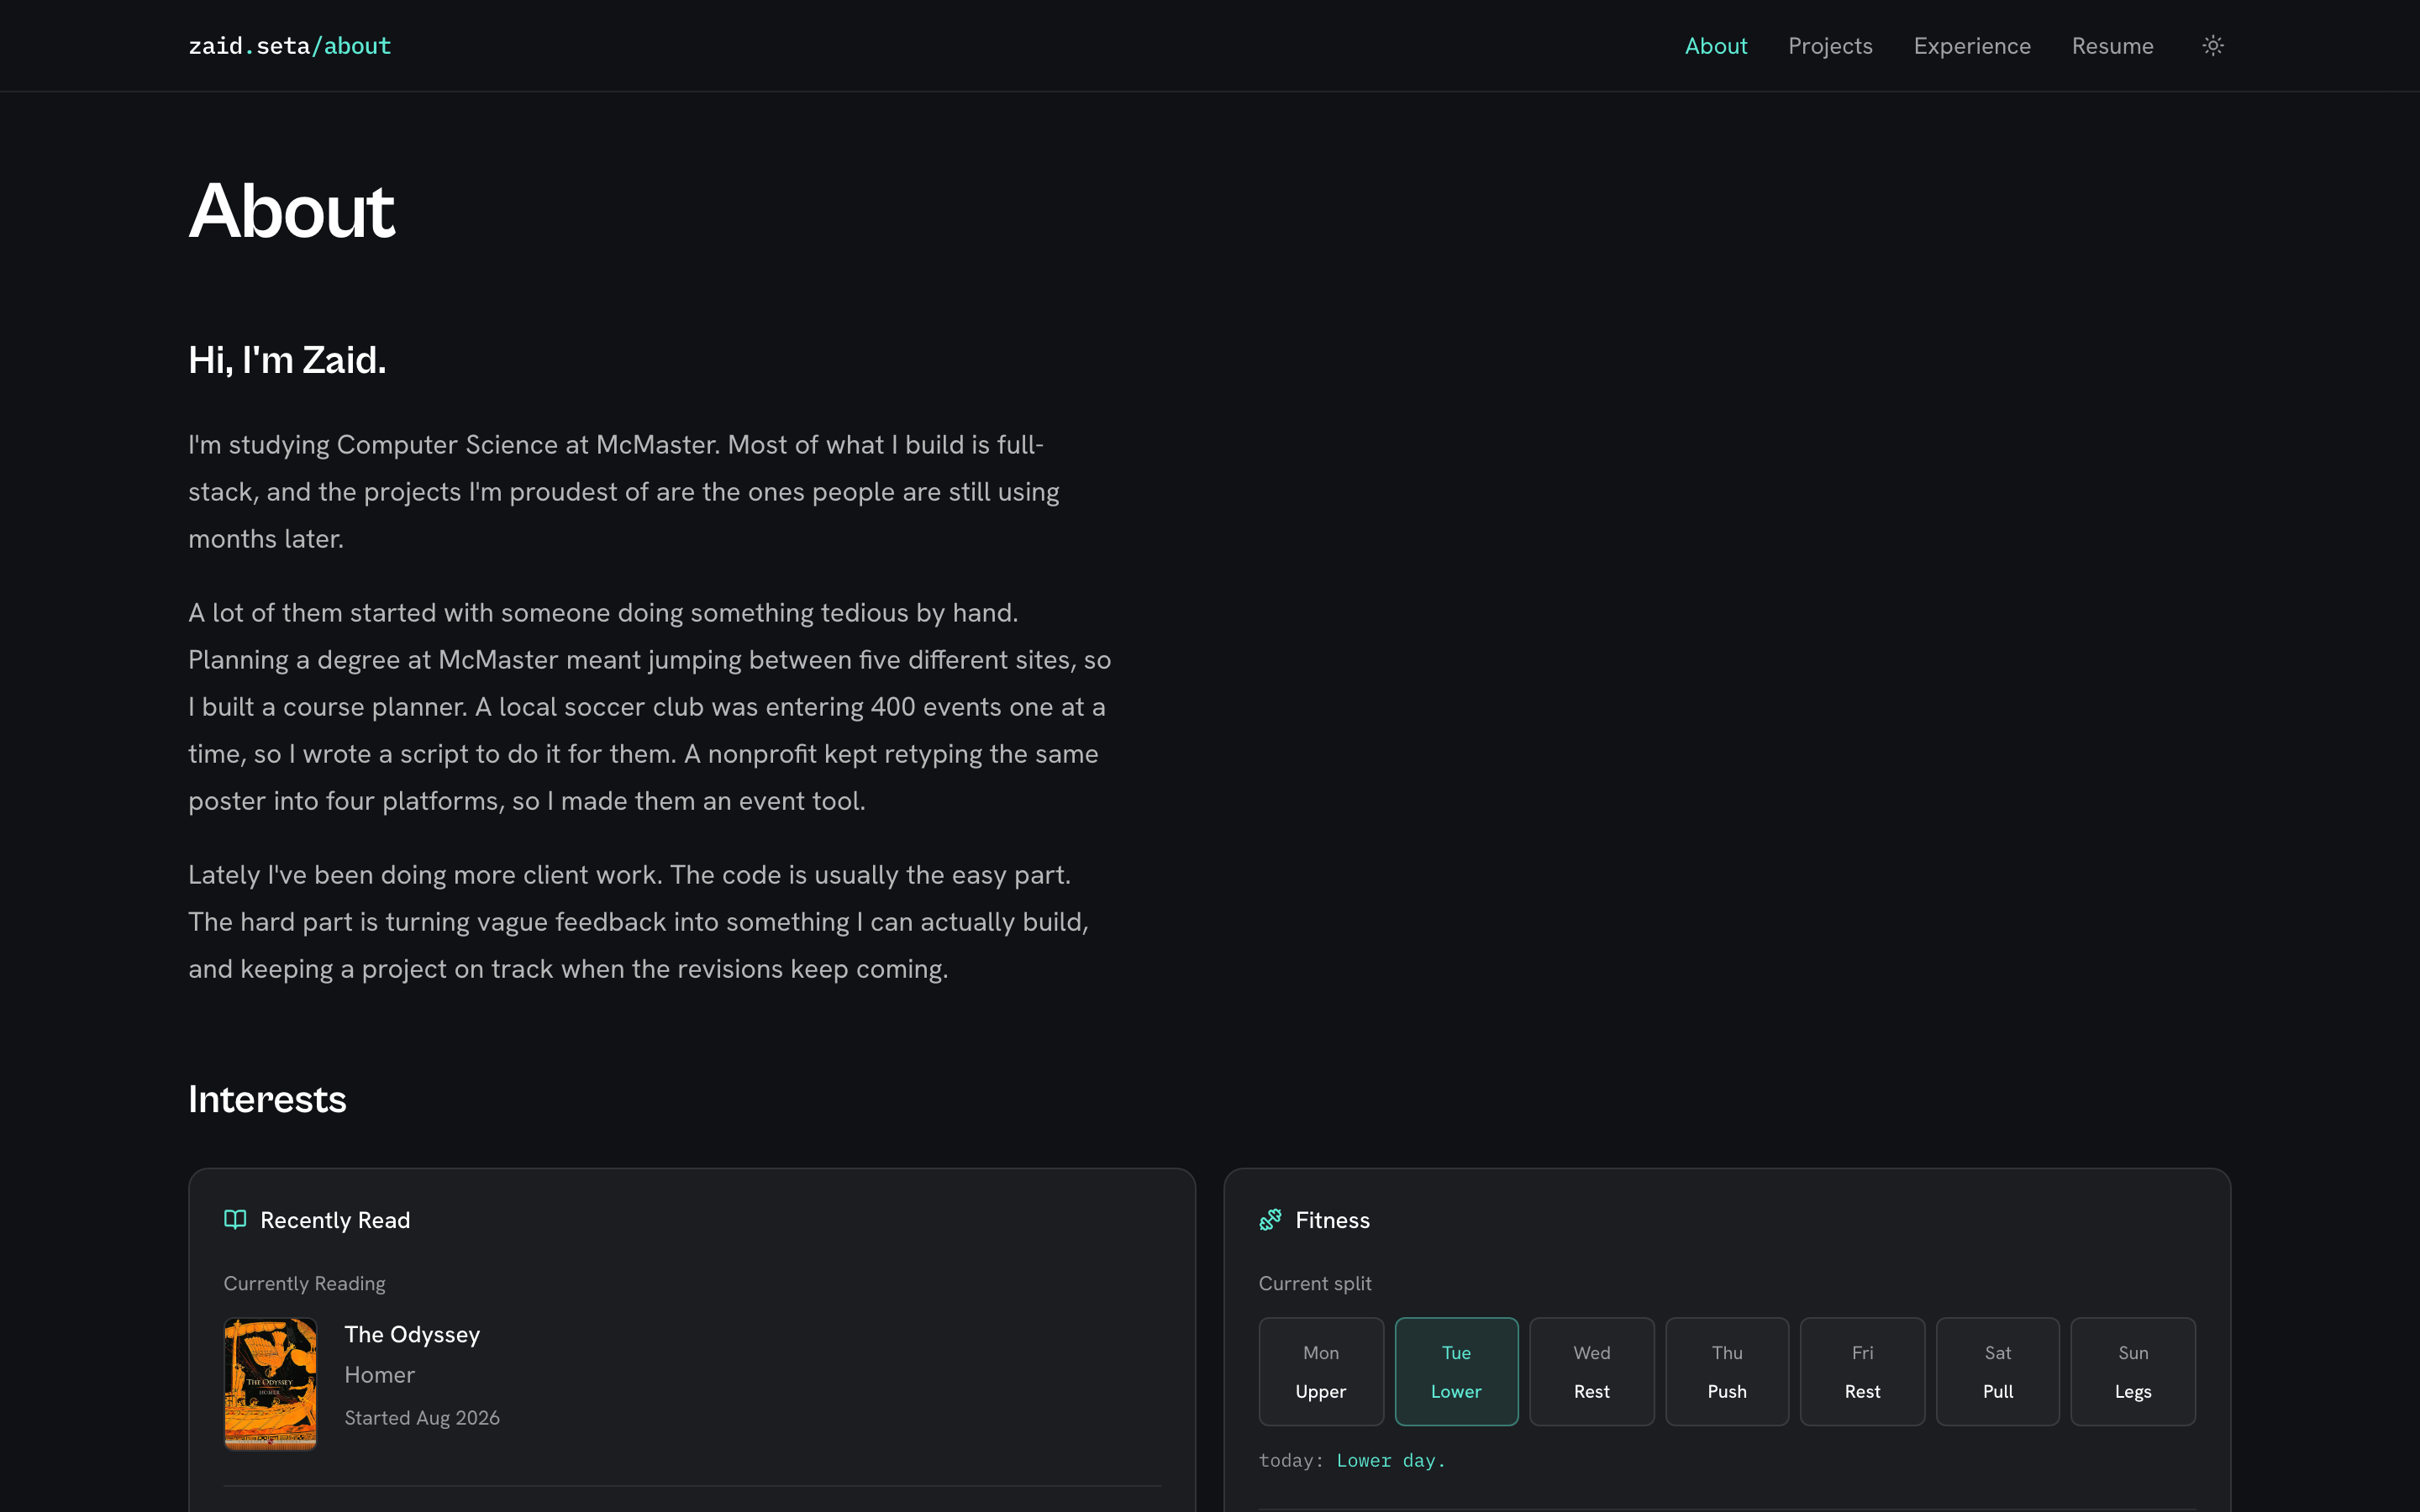 zaid.seta/about
About Projects Experience Resume
About
Hi, I'm Zaid.
I'm studying Computer Science at McMaster. Most of what I build is full-
stack, and the projects I'm proudest of are the ones people are still using
months later.
A lot of them started with someone doing something tedious by hand.
Planning a degree at McMaster meant jumping between five different sites, so
I built a course planner. A local soccer club was entering 400 events one at a
time, so I wrote a script to do it for them. A nonprofit kept retyping the same
poster into four platforms, so I made them an event tool.
Lately I've been doing more client work. The code is usually the easy part.
The hard part is turning vague feedback into something I can actually build,
and keeping a project on track when the revisions keep coming.
Interests
Recently Read
Currently Reading
THE ODYSSEY
HOMER
The Odyssey
Homer
Started Aug 2026
Fitness
Current split
Mon Tue Wed Thu Fri Sat Sun
Upper Lower Rest Push Rest Pull Legs
today: Lower day.